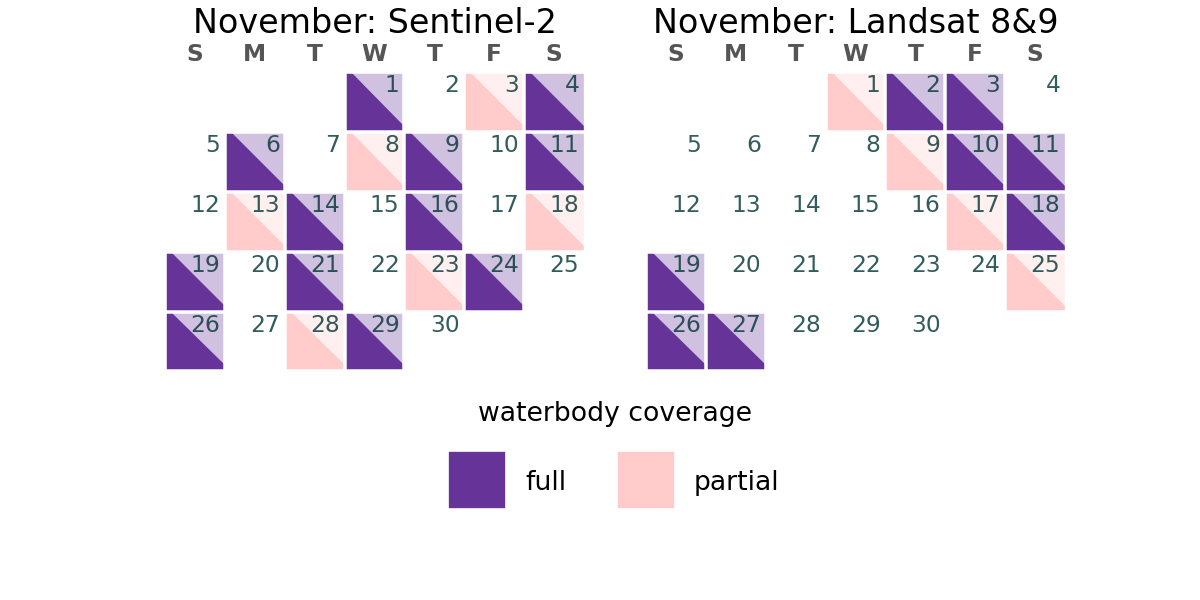 November: Sentinel-2
S M T W T F S
1 2 3 4
5 6 7 8 9 10 11
12 13 14 15 16 17 18
19 20 21 22 23 24 25
26 27 28 29 30
November: Landsat 8&9
S M T W T F S
1 2 3 4
5 6 7 8 9 10 11
12 13 14 15 16 17 18
19 20 21 22 23 24 25
26 27 28 29 30
waterbody coverage
full partial